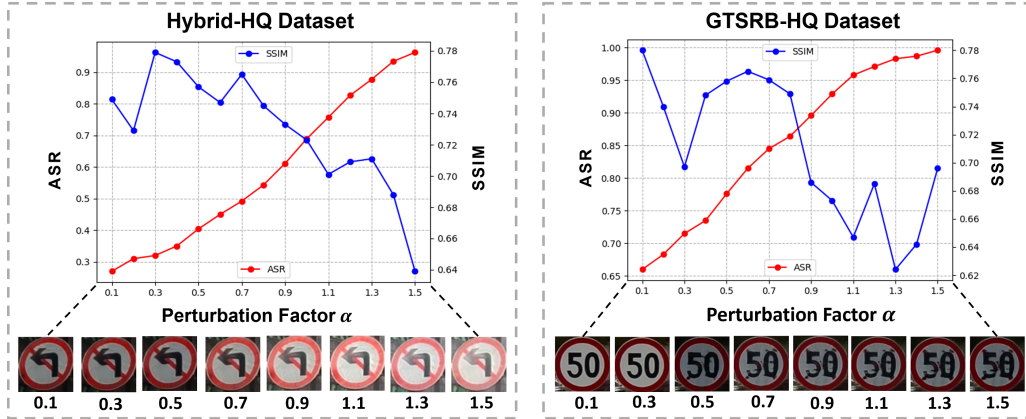 Hybrid-HQ Dataset
SSIM
ASR
0.9
0.8
0.7
0.6
0.5
0.4
0.3
ASR
SSIM
0.78
0.76
0.74
0.72
0.70
0.68
0.66
0.64
0.1 0.3 0.5 0.7 0.9 1.1 1.3 1.5
Perturbation Factor α
0.1 0.3 0.5 0.7 0.9 1.1 1.3 1.5
GTSRB-HQ Dataset
SSIM
ASR
1.00
0.95
0.90
0.85
0.80
0.75
0.70
0.65
ASR
SSIM
0.78
0.76
0.74
0.72
0.70
0.68
0.66
0.64
0.62
0.1 0.3 0.5 0.7 0.9 1.1 1.3 1.5
Perturbation Factor α
50 50 50 50 50 50 50 50
0.1 0.3 0.5 0.7 0.9 1.1 1.3 1.5